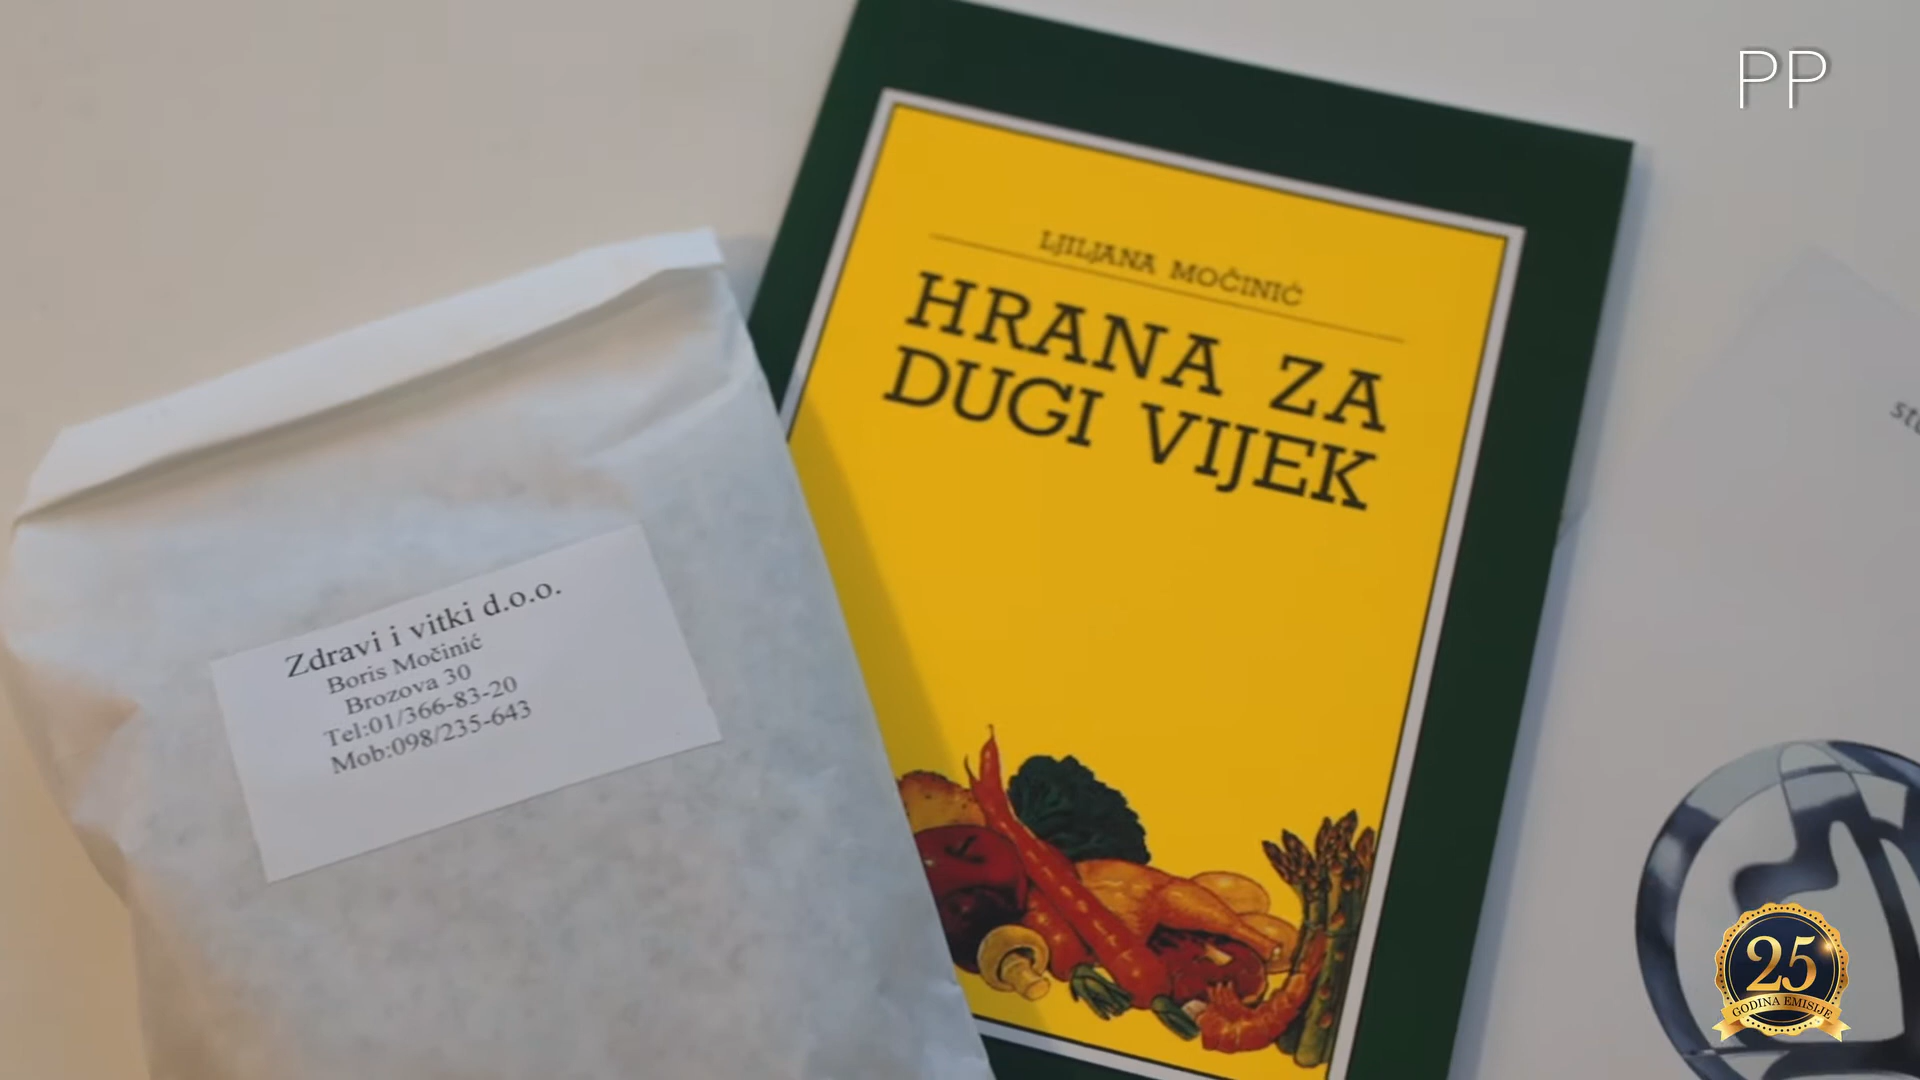 PP
LJILJANA MOČINIĆ
HRANA ZA
DUGI VIJEK
Zdravi i vitki d.o.o.
Boris Močinić
Brozova 30
Tel:01/366-83-20
Mob:098/235-643
25
GODINA EMISIJE